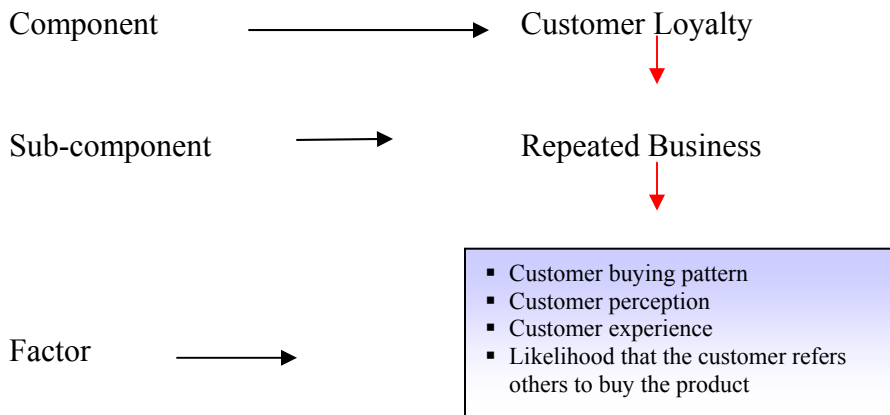 Component Customer Loyalty
Sub-component Repeated Business
▪ Customer buying pattern
▪ Customer perception
▪ Customer experience
Factor
▪ Likelihood that the customer refers
others to buy the product